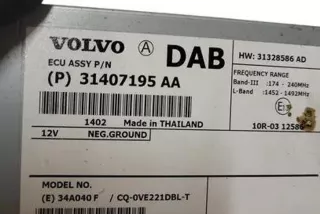 VOLVO A DAB HW: 31328586 AD
ECU ASSY P/N
(P) 31407195 AA
FREQUENCY RANGE
Band-III : 174 - 240MHz
L-Band : 1452 - 1492MHz
1402 Made in THAILAND
10R-03 12586
12V NEG.GROUND
MODEL NO.
(E) 34A040 F / CQ-0VE221DBL-T